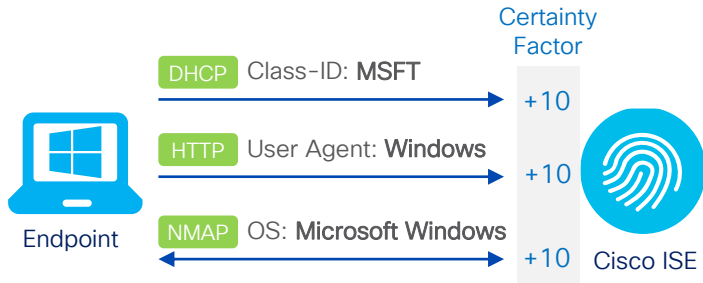 Certainty
Factor
DHCP Class-ID: MSFT
+10
HTTP User Agent: Windows
+10
NMAP OS: Microsoft Windows
+10
Endpoint
Cisco ISE